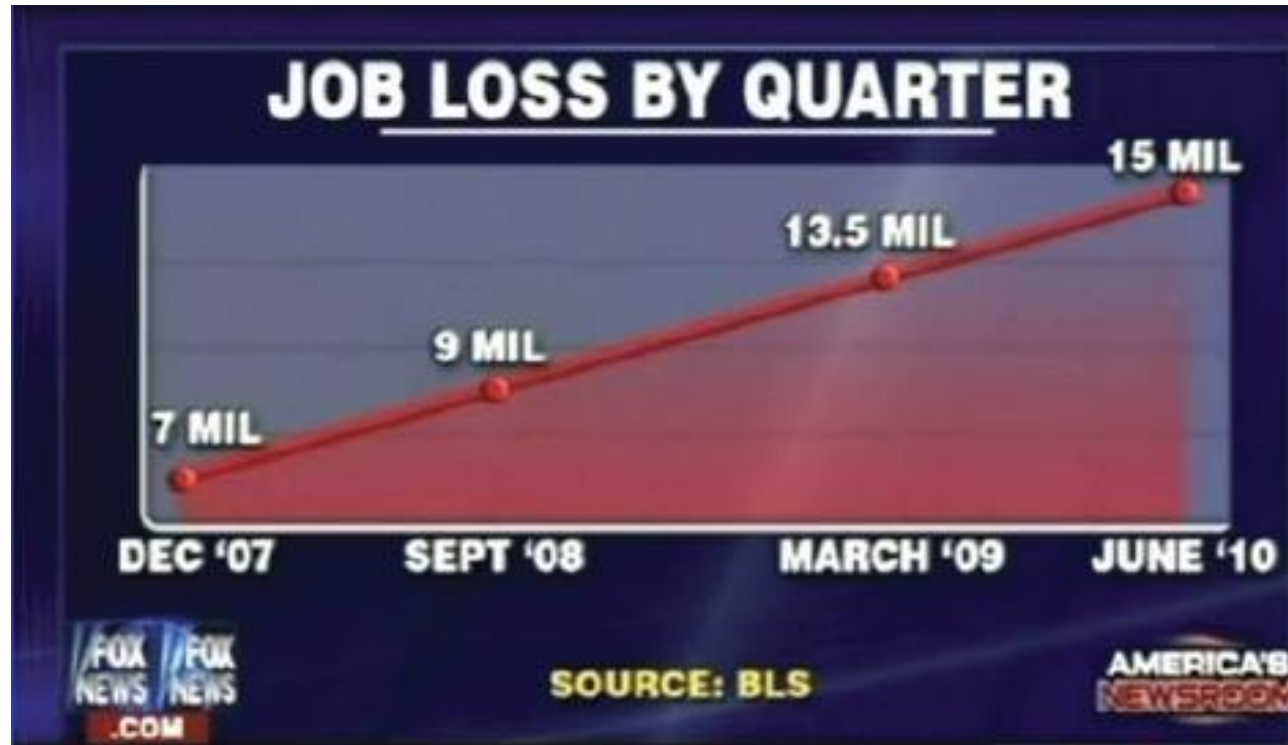 JOB LOSS BY QUARTER
15 MIL
13.5 MIL
9 MIL
7 MIL
DEC ‘07 SEPT ‘08 MARCH ‘09 JUNE ‘10
FOX NEWS FOX NEWS
.COM
SOURCE: BLS
AMERICA'S
NEWSROOM